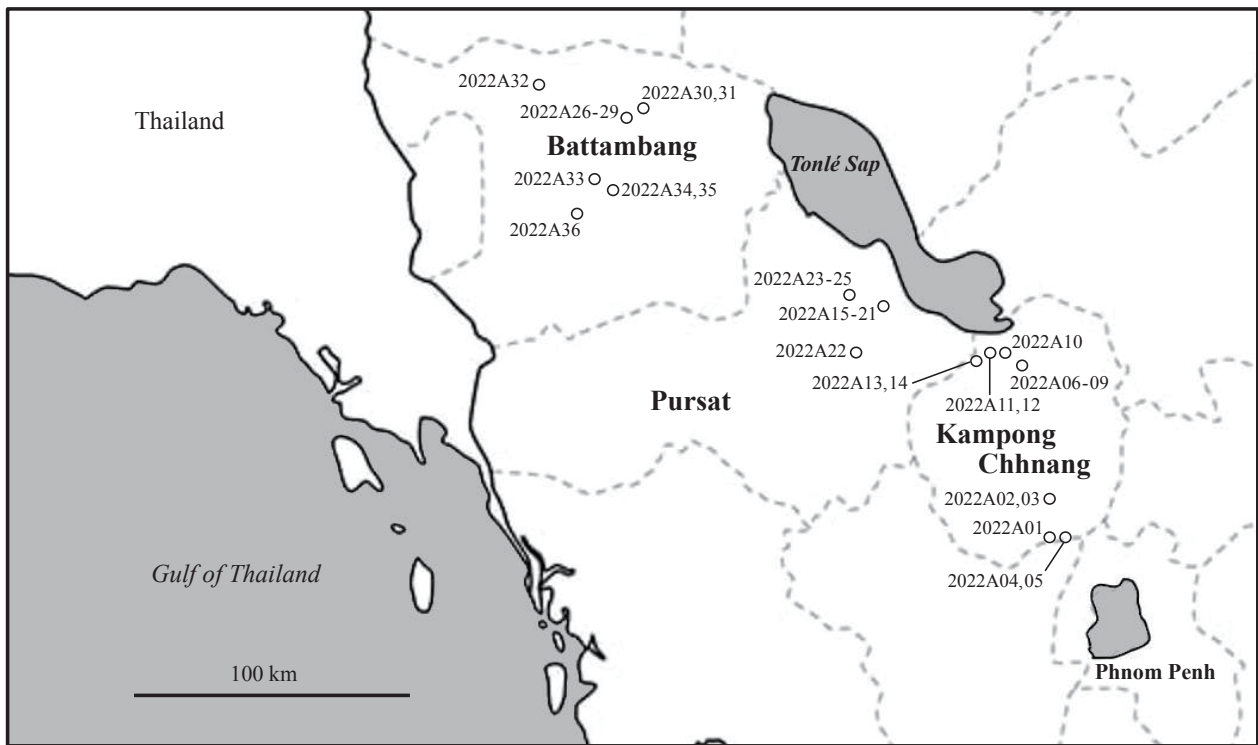 2022A32
2022A30,31
2022A26-29
Thailand
Battambang
Tonlé Sap
2022A33
2022A34,35
2022A36
2022A23-25
2022A15-21
2022A22
2022A10
2022A13,14
2022A06-09
2022A11,12
Pursat
Kampong
Chhnang
2022A02,03
2022A01
2022A04,05
Gulf of Thailand
100 km
Phnom Penh